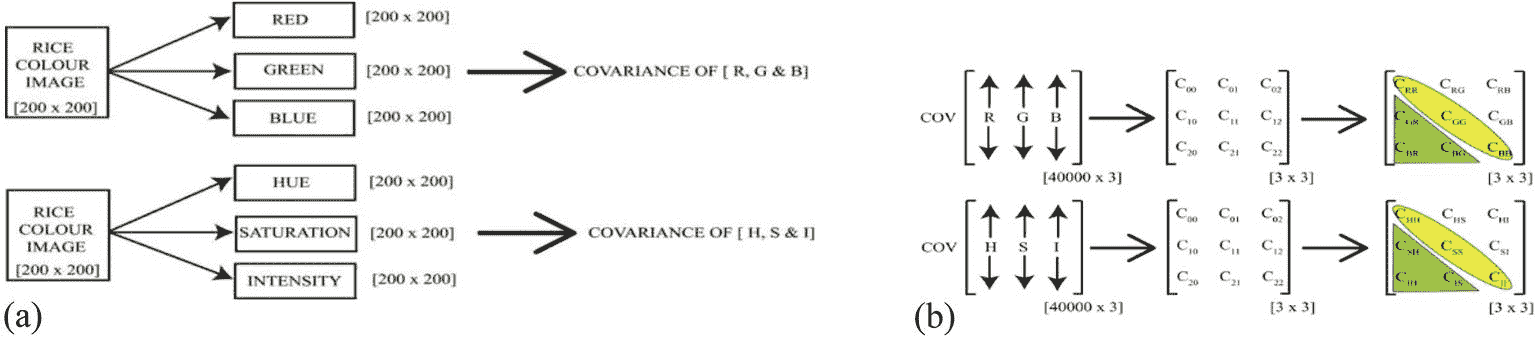 RED [200 x 200]
RICE
COLOUR
IMAGE
[200 x 200]
GREEN [200 x 200]
COVARIANCE OF [ R, G & B]
BLUE [200 x 200]
HUE [200 x 200]
RICE
COLOUR
IMAGE
[200 x 200]
SATURATION [200 x 200]
COVARIANCE OF [ H, S & I]
INTENSITY [200 x 200]
(a)
COV
R G B
[40000 x 3]
C00 C01 C02
C10 C11 C12
C20 C21 C22
[3 x 3]
CRR CRG CRB
CGR CGG CGB
CBR CBG CBB
[3 x 3]
COV
H S I
[40000 x 3]
C00 C01 C02
C10 C11 C12
C20 C21 C22
[3 x 3]
CHH CHS CHI
CSH CSS CSI
CIS CII
[3 x 3]
(b)